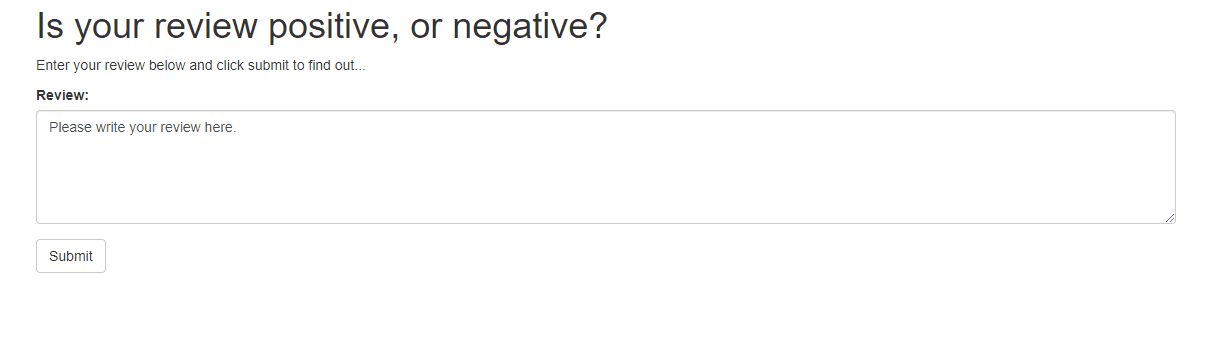 Is your review positive, or negative?
Enter your review below and click submit to find out...
Review:
Please write your review here.
Submit